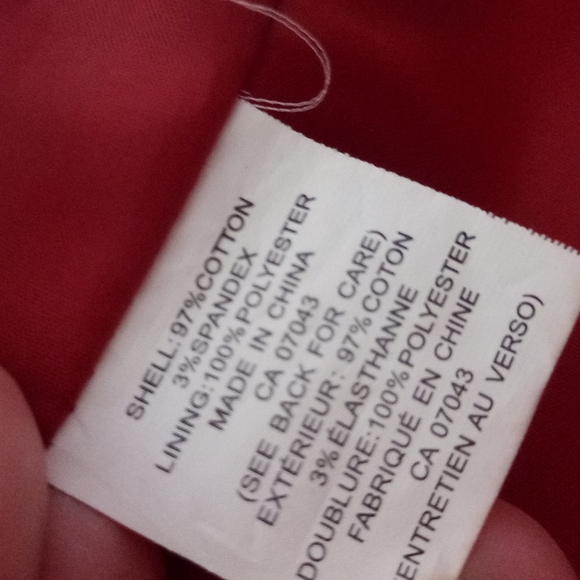 SHELL:97%COTTON
3%SPANDEX
LINING:100%POLYESTER
MADE IN CHINA
CA 07043
(SEE BACK FOR CARE)
EXTÉRIEUR: 97%COTON
3%ÉLASTHANNE
DOUBLURE:100%POLYESTER
FABRIQUÉ EN CHINE
CA 07043
ENTRETIEN AU VERSO)